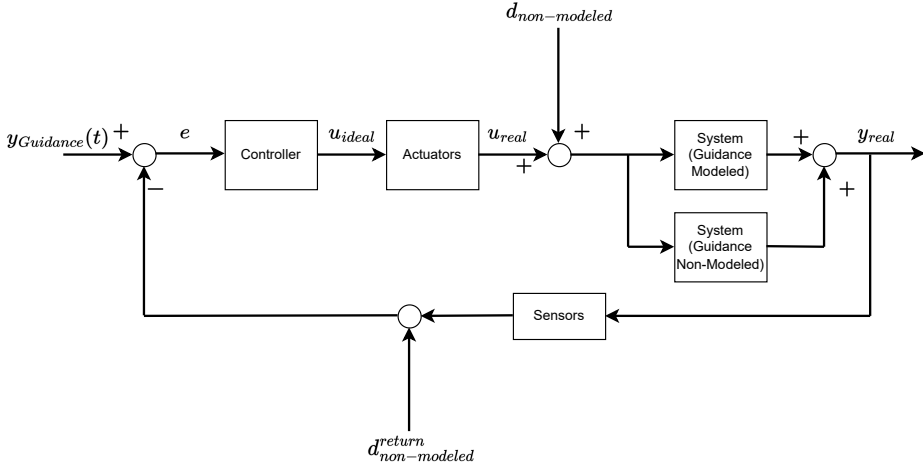 d_{non-modeled}
y_{Guidance}(t) +
e
Controller
u_{ideal}
Actuators
u_{real}
+
+
System
(Guidance
Modeled)
+
y_{real}
−
+
System
(Guidance
Non-Modeled)
Sensors
d_{non-modeled}^{return}